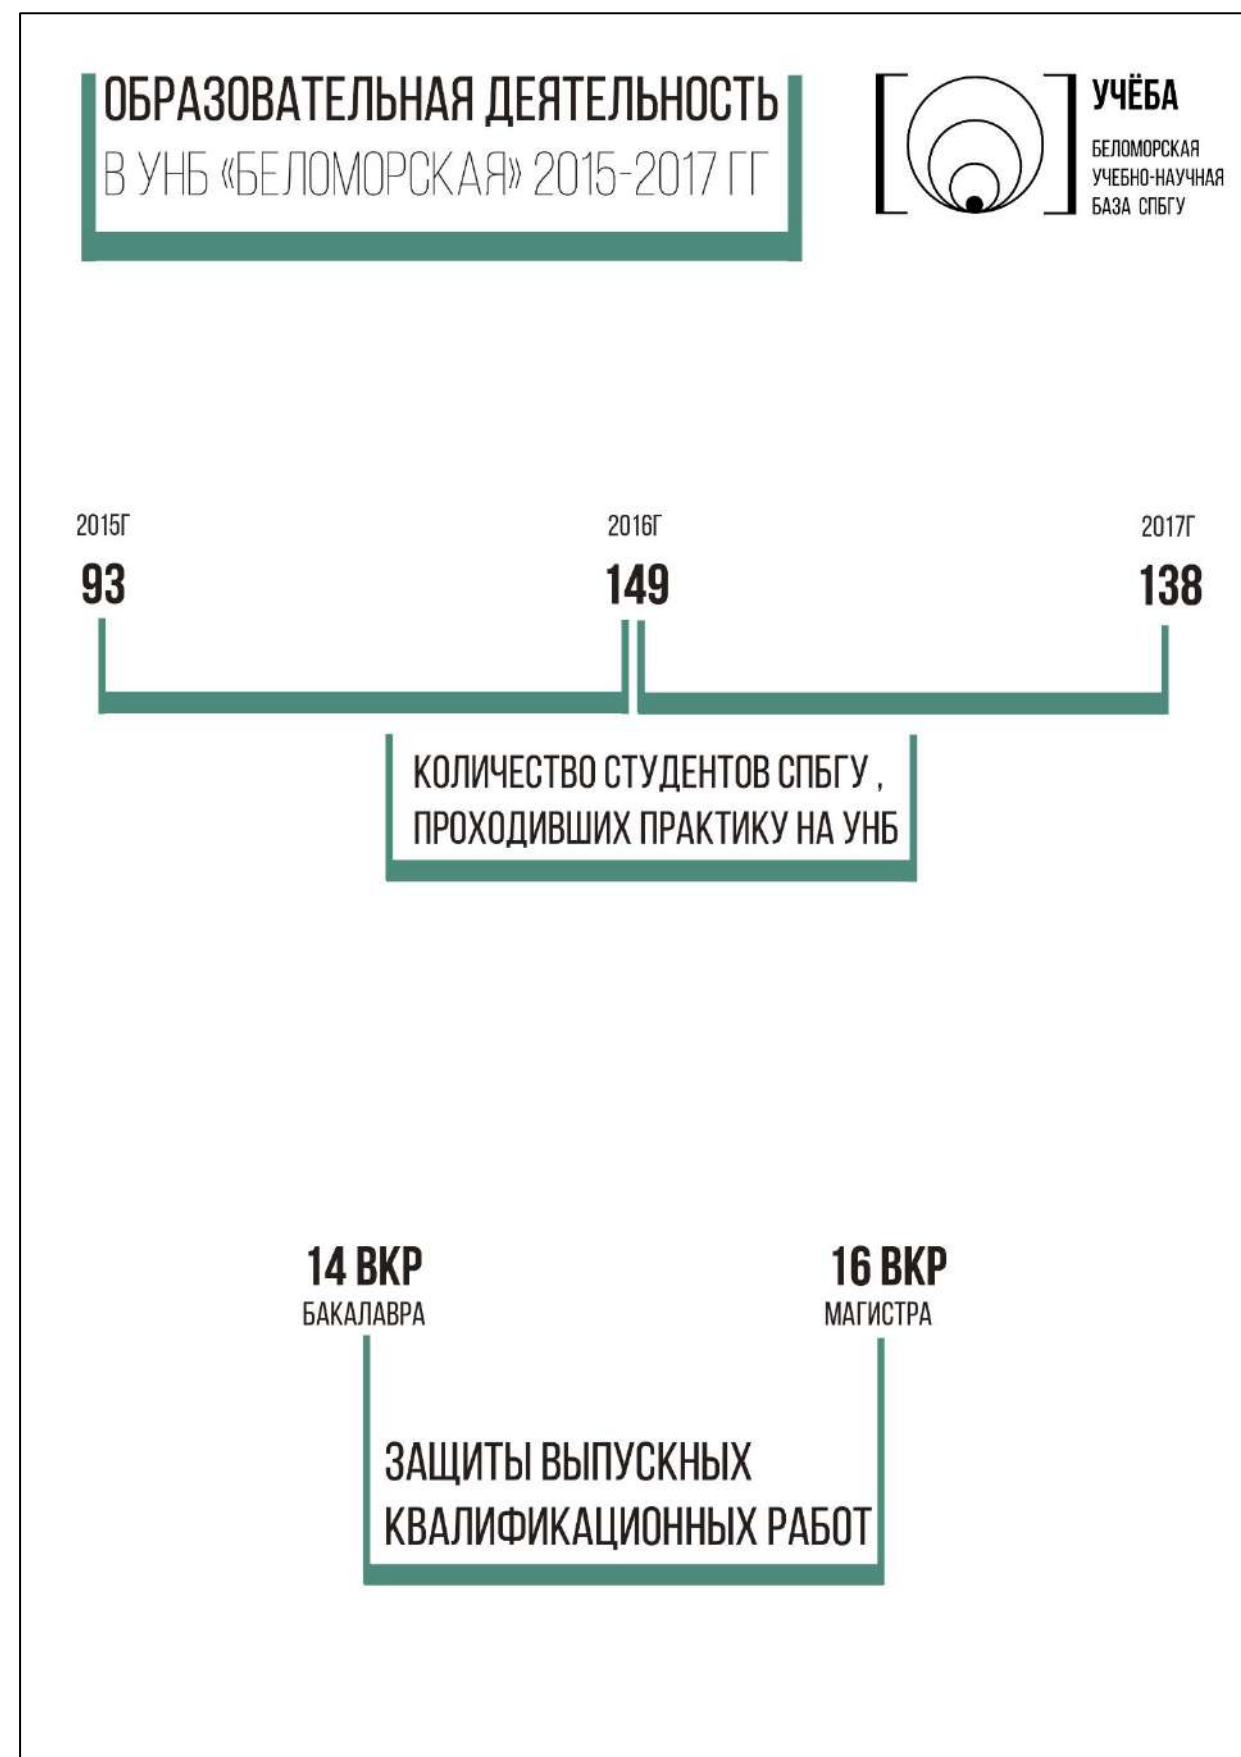 ОБРАЗОВАТЕЛЬНАЯ ДЕЯТЕЛЬНОСТЬ
В УНБ «БЕЛОМОРСКАЯ» 2015-2017 ГГ
УЧЁБА
БЕЛОМОРСКАЯ
УЧЕБНО-НАУЧНАЯ
БАЗА СПБГУ
2015Г
93
2016Г
149
2017Г
138
КОЛИЧЕСТВО СТУДЕНТОВ СПБГУ ,
ПРОХОДИВШИХ ПРАКТИКУ НА УНБ
14 ВКР
БАКАЛАВРА
16 ВКР
МАГИСТРА
ЗАЩИТЫ ВЫПУСКНЫХ
КВАЛИФИКАЦИОННЫХ РАБОТ